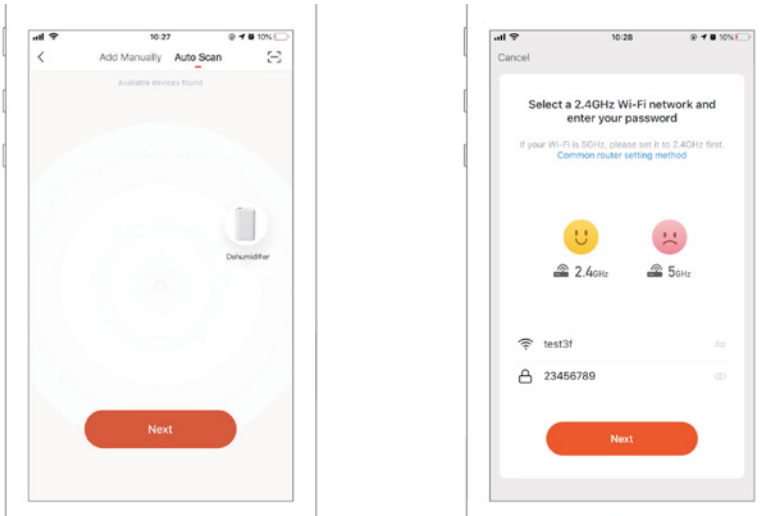 10:27
10%
Add Manually Auto Scan
Available devices found
Dehumidifier
Next
10:28
10%
Cancel
Select a 2.4GHz Wi-Fi network and
enter your password
If your Wi-Fi is 5GHz, please set it to 2.4GHz first.
Common router setting method
2.4GHz 5GHz
test3f
23456789
Next